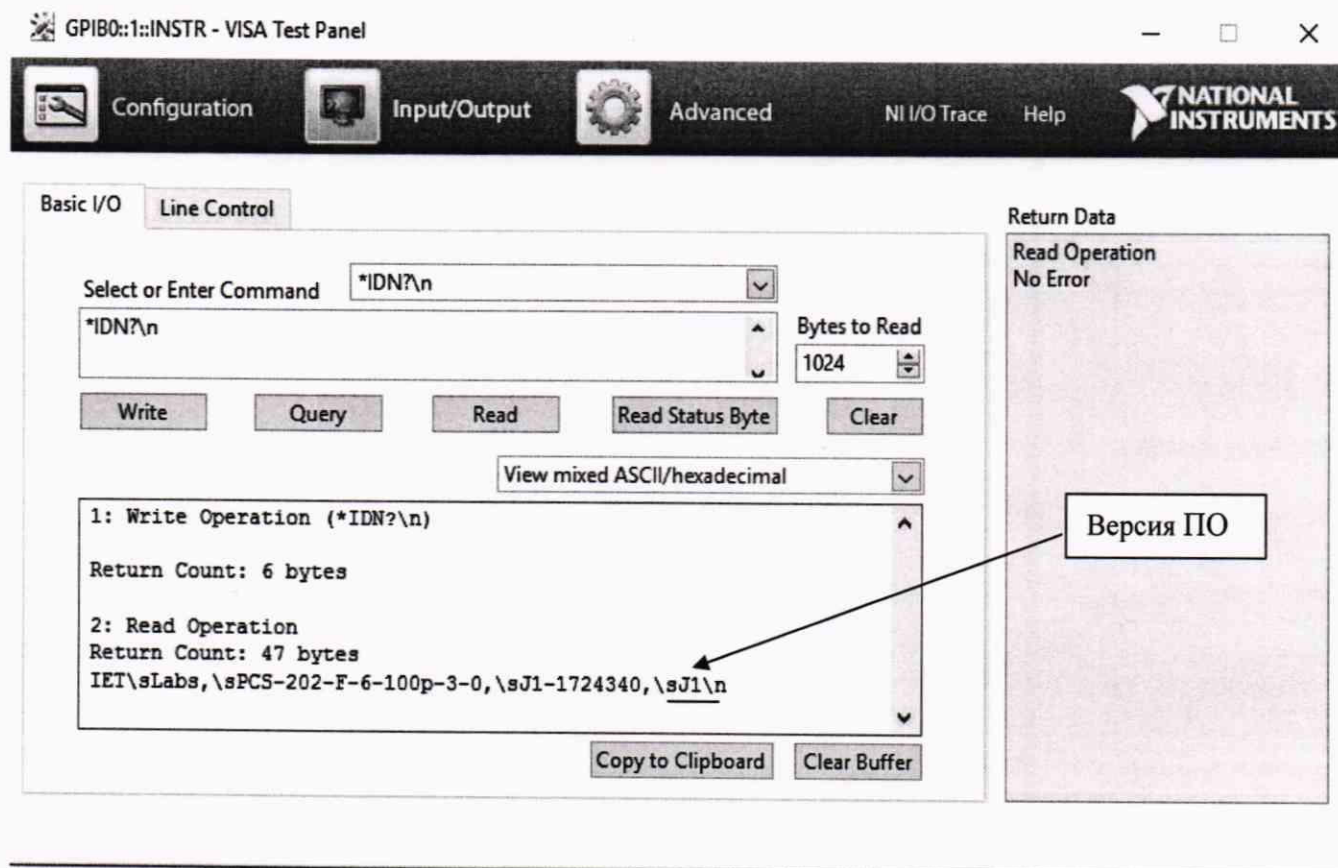 GPIB0::1::INSTR - VISA Test Panel
Configuration
Input/Output
Advanced
NI I/O Trace
Help
NATIONAL
INSTRUMENTS
Basic I/O
Line Control
Select or Enter Command
*IDN?\n
*IDN?\n
Bytes to Read
1024
Write
Query
Read
Read Status Byte
Clear
View mixed ASCII/hexadecimal
1: Write Operation (*IDN?\n)
Return Count: 6 bytes
2: Read Operation
Return Count: 47 bytes
IET\sLabs,\sPCS-202-F-6-100p-3-0,\sJ1-1724340,\sJ1\n
Copy to Clipboard
Clear Buffer
Return Data
Read Operation
No Error
Версия ПО